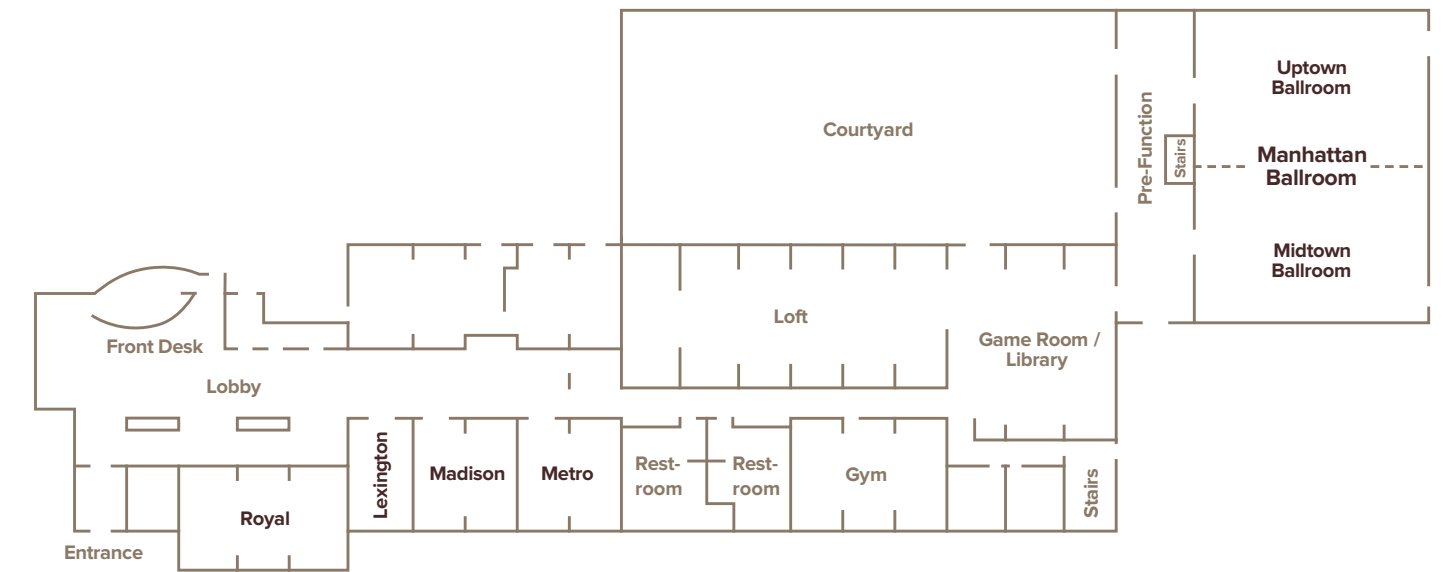 Uptown
Ballroom
Courtyard
Pre-Function
Stairs
Manhattan
Ballroom
Midtown
Ballroom
Loft
Game Room /
Library
Front Desk
Lobby
Lexington
Madison
Metro
Rest-
room
Rest-
room
Gym
Stairs
Royal
Entrance